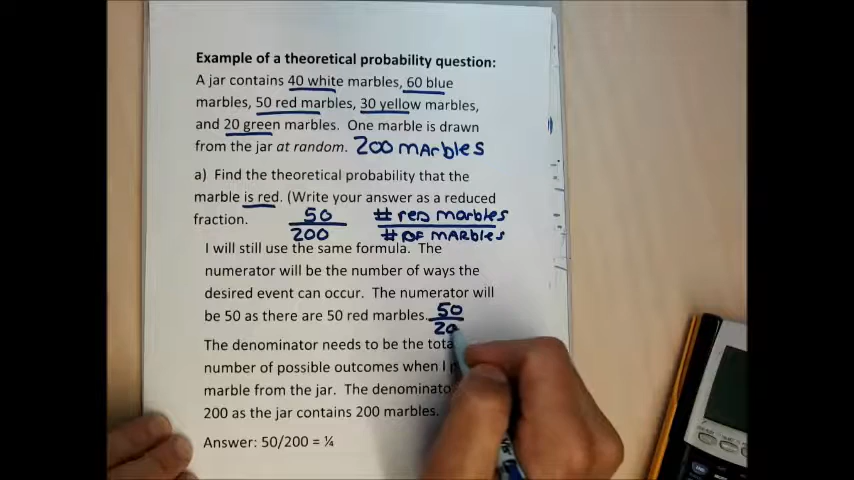 Example of a theoretical probability question:
A jar contains 40 white marbles, 60 blue
marbles, 50 red marbles, 30 yellow marbles,
and 20 green marbles. One marble is drawn
from the jar at random. 200 MArbles
a) Find the theoretical probability that the
marble is red. (Write your answer as a reduced
fraction. 50/200 # reD marbles / # OF MARbles
I will still use the same formula. The
numerator will be the number of ways the
desired event can occur. The numerator will
be 50 as there are 50 red marbles. 50/20
The denominator needs to be the
number of possible outcomes when I
marble from the jar. The
200 as the jar contains 200 marbles.
Answer: 50/200 = ¼